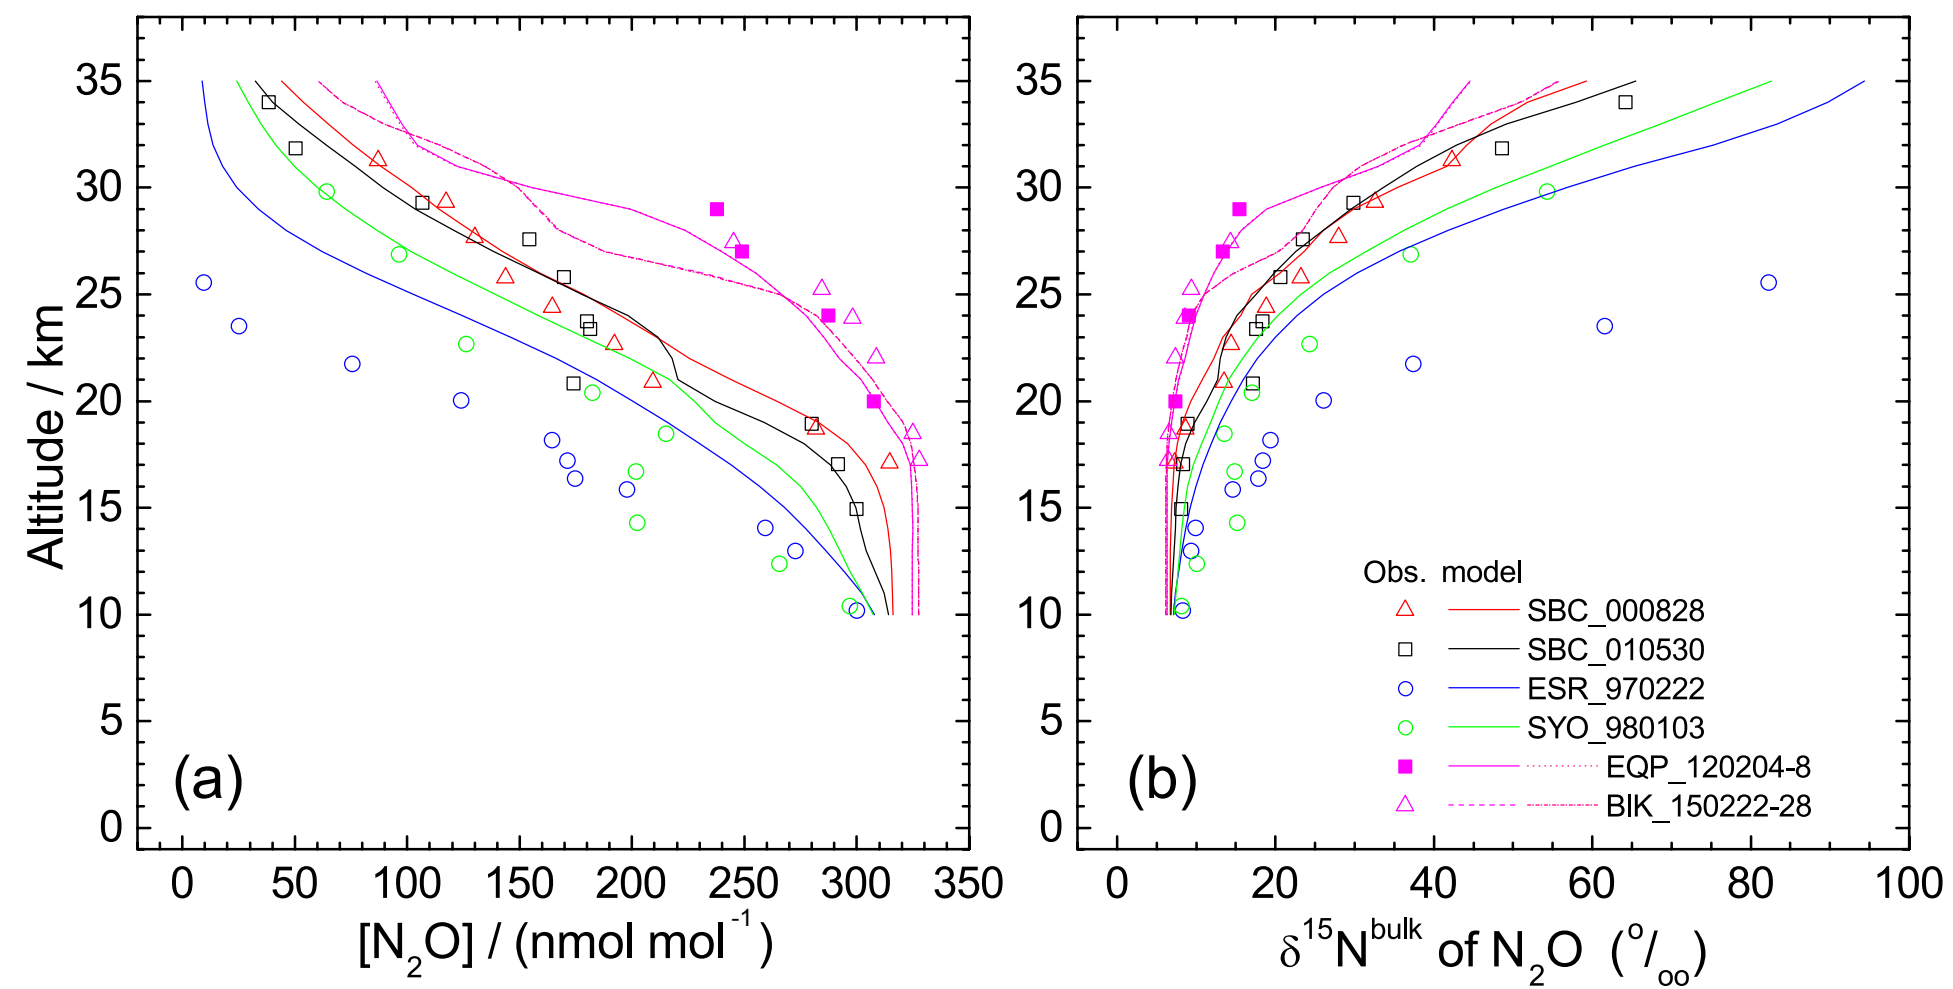 35
30
25
20
15
10
5
0
Altitude / km
(a)
0 50 100 150 200 250 300 350
[N₂O] / (nmol mol⁻¹)
35
30
25
20
15
10
5
0
(b)
Obs. model
SBC_000828
SBC_010530
ESR_970222
SYO_980103
EQP_120204-8
BIK_150222-28
0 20 40 60 80 100
δ¹⁵Nᵇᵘˡᵏ of N₂O (º/ₒₒ)